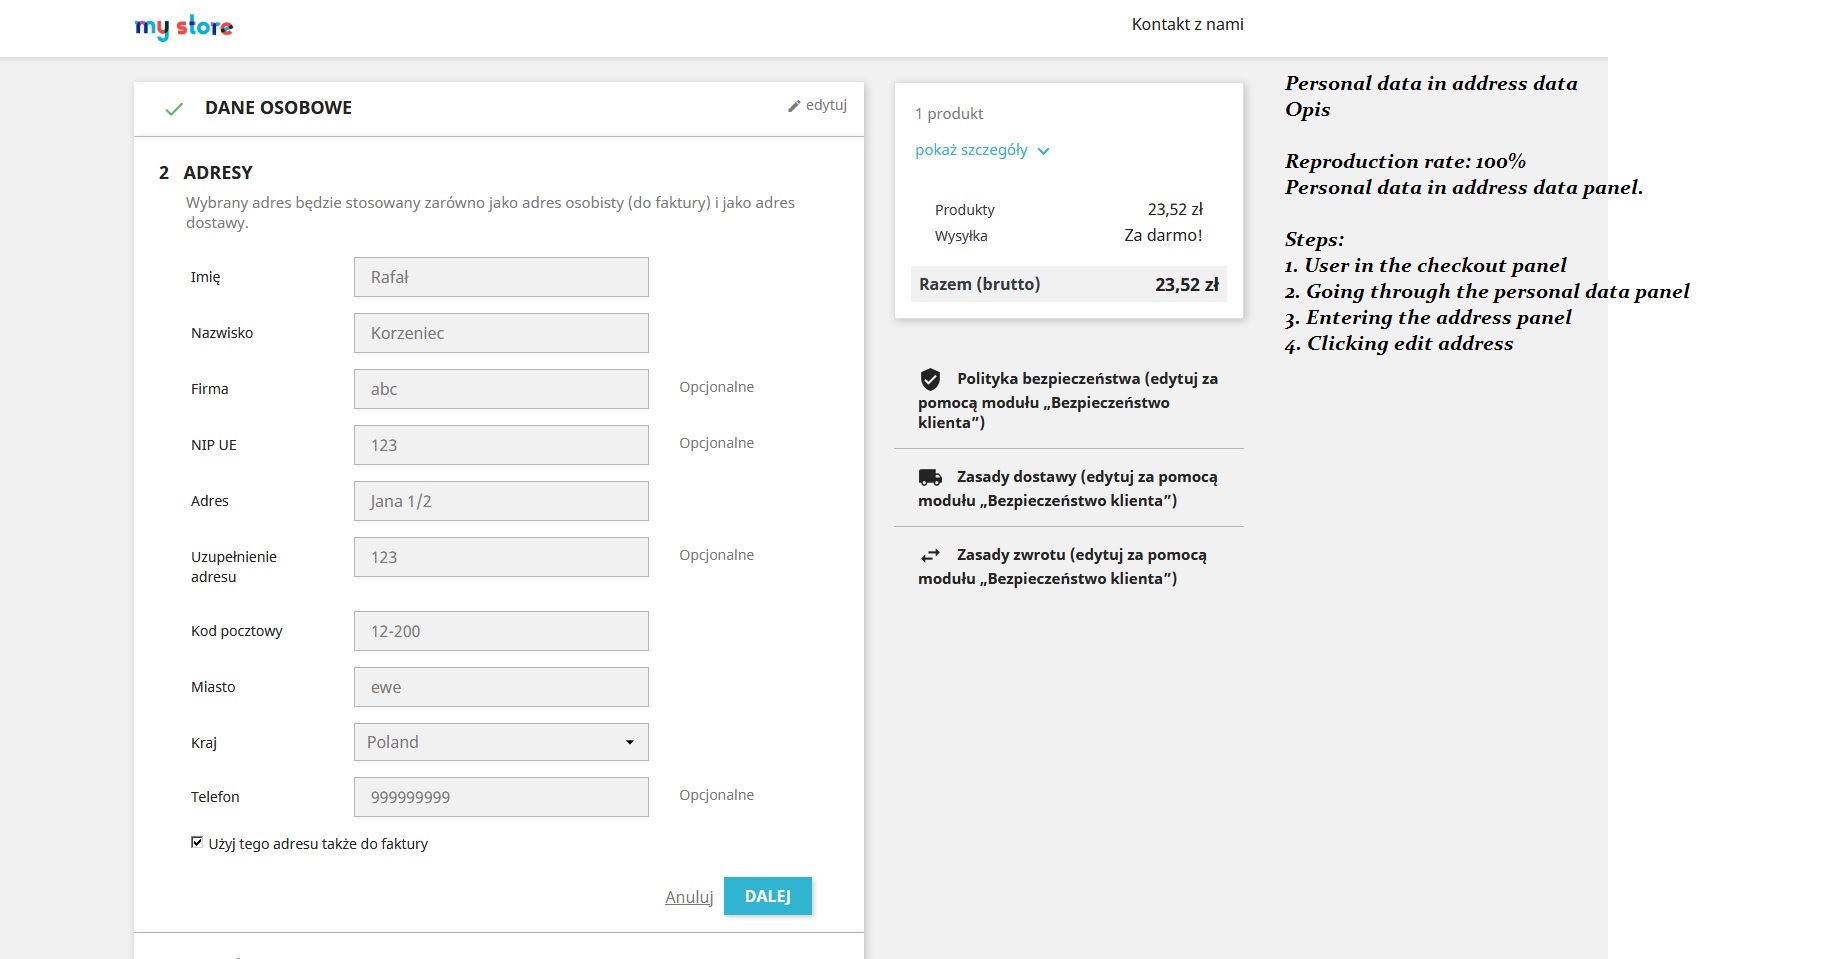 my store
Kontakt z nami
DANE OSOBOWE
edytuj
2 ADRESY
Wybrany adres będzie stosowany zarówno jako adres osobisty (do faktury) i jako adres
dostawy.
Imię
Rafał
Nazwisko
Korzeniec
Firma
abc
Opcjonalne
NIP UE
123
Opcjonalne
Adres
Jana 1/2
Uzupełnienie
adresu
123
Opcjonalne
Kod pocztowy
12-200
Miasto
ewe
Kraj
Poland
Telefon
999999999
Opcjonalne
Użyj tego adresu także do faktury
Anuluj
DALEJ
1 produkt
pokaż szczegóły
Produkty 23,52 zł
Wysyłka Za darmo!
Razem (brutto) 23,52 zł
Polityka bezpieczeństwa (edytuj za
pomocą modułu „Bezpieczeństwo
klienta”)
Zasady dostawy (edytuj za pomocą
modułu „Bezpieczeństwo klienta”)
Zasady zwrotu (edytuj za pomocą
modułu „Bezpieczeństwo klienta”)
Personal data in address data
Opis
Reproduction rate: 100%
Personal data in address data panel.
Steps:
1. User in the checkout panel
2. Going through the personal data panel
3. Entering the address panel
4. Clicking edit address